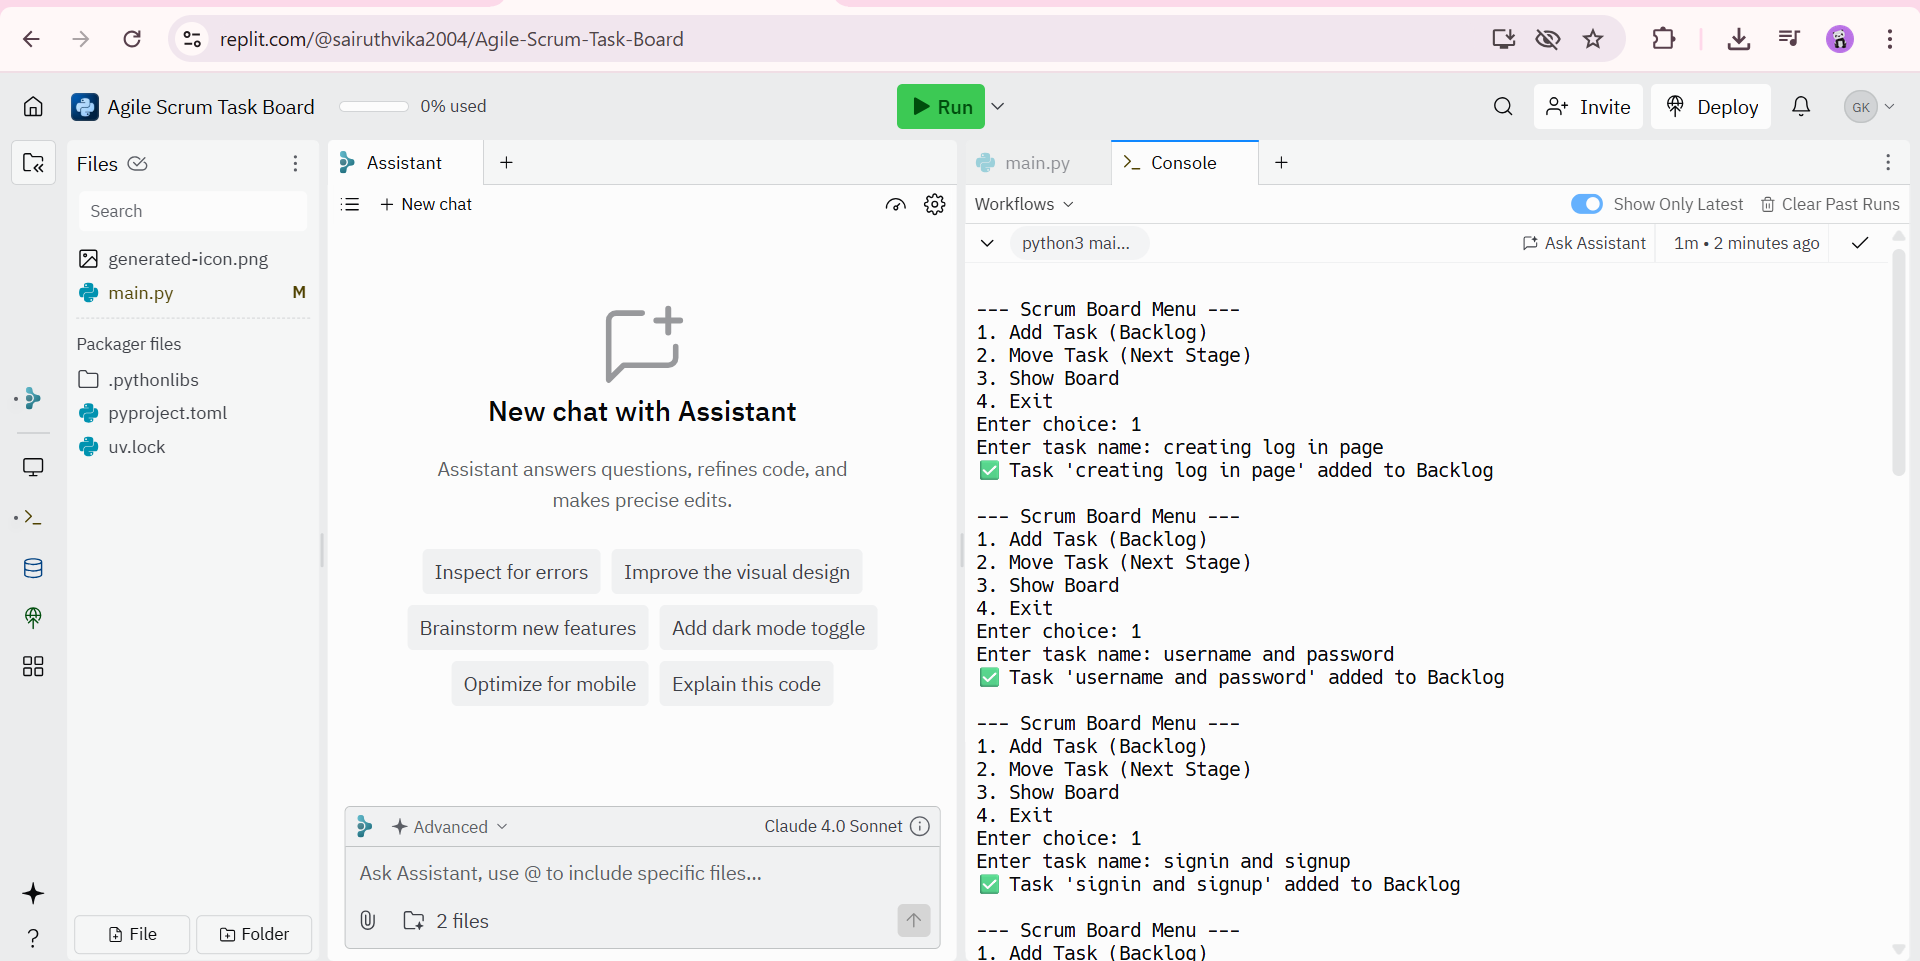 replit.com/@sairuthvika2004/Agile-Scrum-Task-Board
Agile Scrum Task Board
0% used
Run
Invite
Deploy
GK
Files
Search
generated-icon.png
main.py
M
Packager files
.pythonlibs
pyproject.toml
uv.lock
File
Folder
Assistant
New chat
New chat with Assistant
Assistant answers questions, refines code, and
makes precise edits.
Inspect for errors
Improve the visual design
Brainstorm new features
Add dark mode toggle
Optimize for mobile
Explain this code
Advanced
Claude 4.0 Sonnet
Ask Assistant, use @ to include specific files...
2 files
main.py
Console
Workflows
Show Only Latest
Clear Past Runs
python3 mai...
Ask Assistant
1m • 2 minutes ago
--- Scrum Board Menu ---
1. Add Task (Backlog)
2. Move Task (Next Stage)
3. Show Board
4. Exit
Enter choice: 1
Enter task name: creating log in page
✅ Task 'creating log in page' added to Backlog
--- Scrum Board Menu ---
1. Add Task (Backlog)
2. Move Task (Next Stage)
3. Show Board
4. Exit
Enter choice: 1
Enter task name: username and password
✅ Task 'username and password' added to Backlog
--- Scrum Board Menu ---
1. Add Task (Backlog)
2. Move Task (Next Stage)
3. Show Board
4. Exit
Enter choice: 1
Enter task name: signin and signup
✅ Task 'signin and signup' added to Backlog
--- Scrum Board Menu ---
1. Add Task (Backlog)